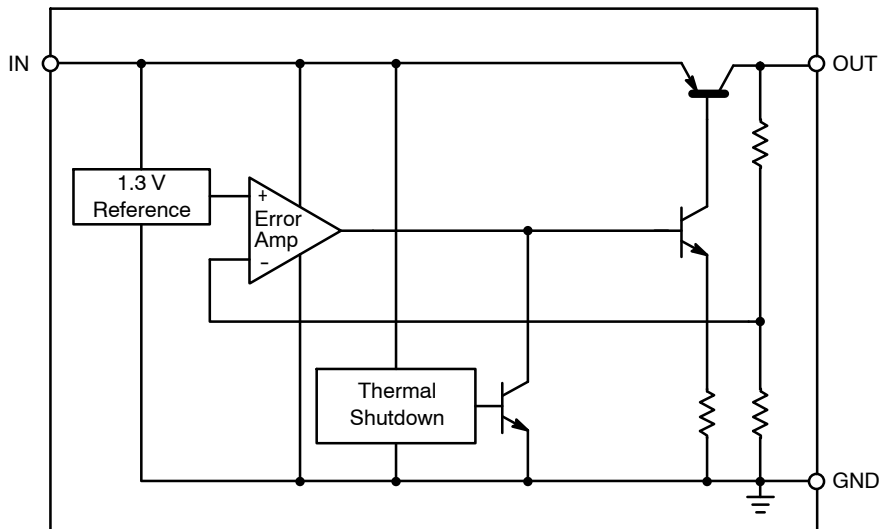 IN
OUT
1.3 V
Reference
+
Error
Amp
-
Thermal
Shutdown
GND